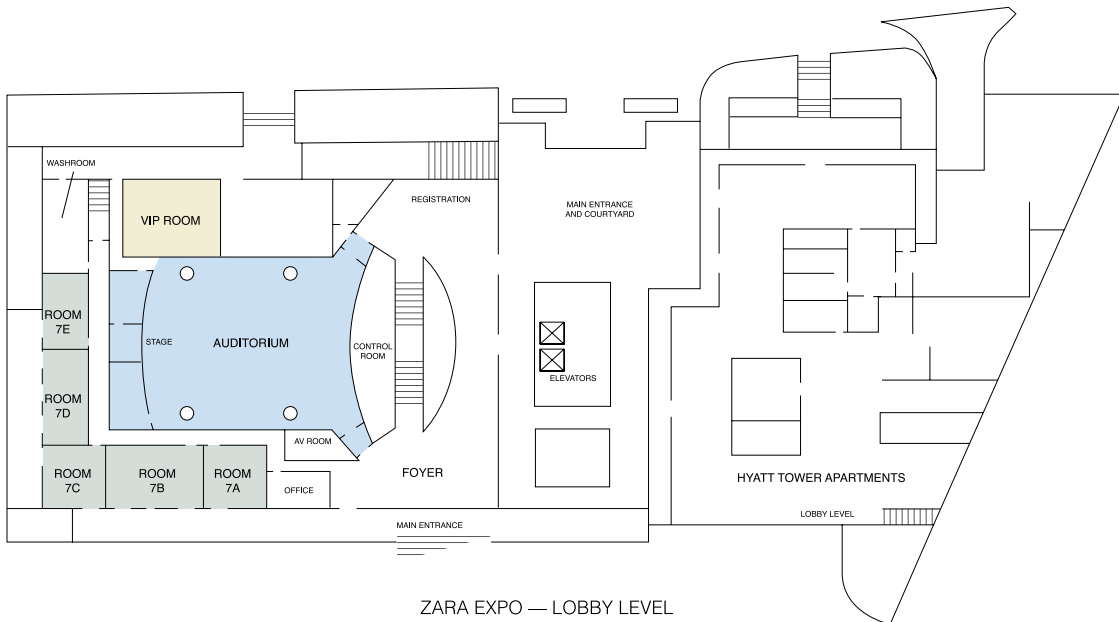 WASHROOM
VIP ROOM
REGISTRATION
MAIN ENTRANCE
AND COURTYARD
ROOM
7E
STAGE
AUDITORIUM
CONTROL
ROOM
ELEVATORS
ROOM
7D
AV ROOM
ROOM
7C
ROOM
7B
ROOM
7A
OFFICE
FOYER
HYATT TOWER APARTMENTS
LOBBY LEVEL
MAIN ENTRANCE
ZARA EXPO — LOBBY LEVEL